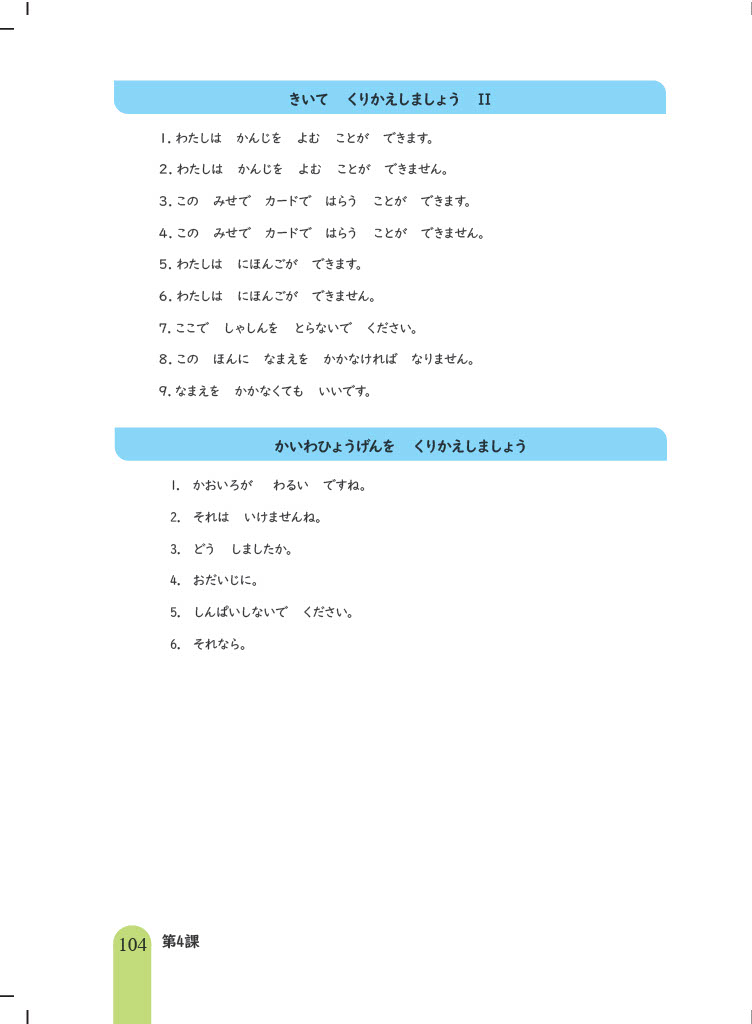 きいて　くりかえしましょう　II
1. わたしは　かんじを　よむ　ことが　できます。
2. わたしは　かんじを　よむ　ことが　できません。
3. この　みせで　カードで　はらう　ことが　できます。
4. この　みせで　カードで　はらう　ことが　できません。
5. わたしは　にほんごが　できます。
6. わたしは　にほんごが　できません。
7. ここで　しゃしんを　とらないで　ください。
8. この　ほんに　なまえを　かかなければ　なりません。
9. なまえを　かかなくても　いいです。
かいわひょうげんを　くりかえしましょう
1.　かおいろが　わるい　ですね。
2.　それは　いけませんね。
3.　どう　しましたか。
4.　おだいじに。
5.　しんぱいしないで　ください。
6.　それなら。
104　第4課